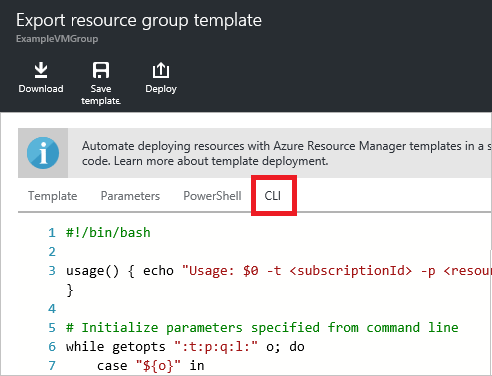 Export resource group template
ExampleVMGroup
Download
Save
template.
Deploy
Automate deploying resources with Azure Resource Manager templates in a s
code. Learn more about template deployment.
Template Parameters PowerShell CLI
1 #!/bin/bash
2
3 usage() { echo "Usage: $0 -t <subscriptionId> -p <resou
}
4
5 # Initialize parameters specified from command line
6 while getopts ":t:p:q:l:" o; do
7 case "${o}" in